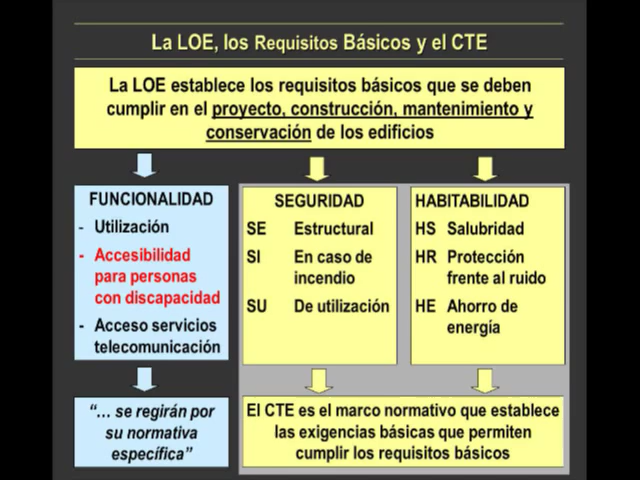 La LOE, los Requisitos Básicos y el CTE
La LOE establece los requisitos básicos que se deben
cumplir en el proyecto, construcción, mantenimiento y
conservación de los edificios
FUNCIONALIDAD
- Utilización
- Accesibilidad
para personas
con discapacidad
- Acceso servicios
telecomunicación
SEGURIDAD
SE Estructural
SI En caso de
incendio
SU De utilización
HABITABILIDAD
HS Salubridad
HR Protección
frente al ruido
HE Ahorro de
energía
“... se regirán por
su normativa
específica”
El CTE es el marco normativo que establece
las exigencias básicas que permiten
cumplir los requisitos básicos